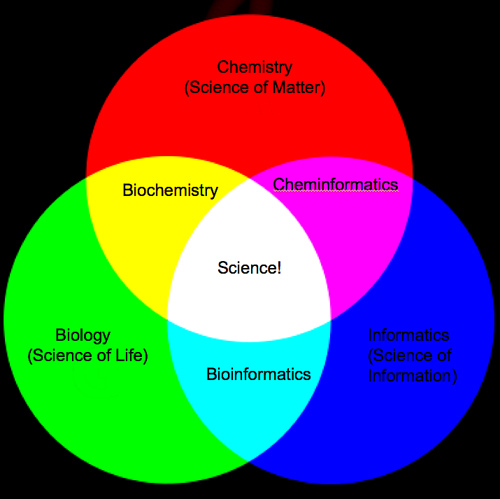 Chemistry
(Science of Matter)
Biochemistry
Cheminformatics
Science!
Biology
(Science of Life)
Informatics
(Science of
Information)
Bioinformatics